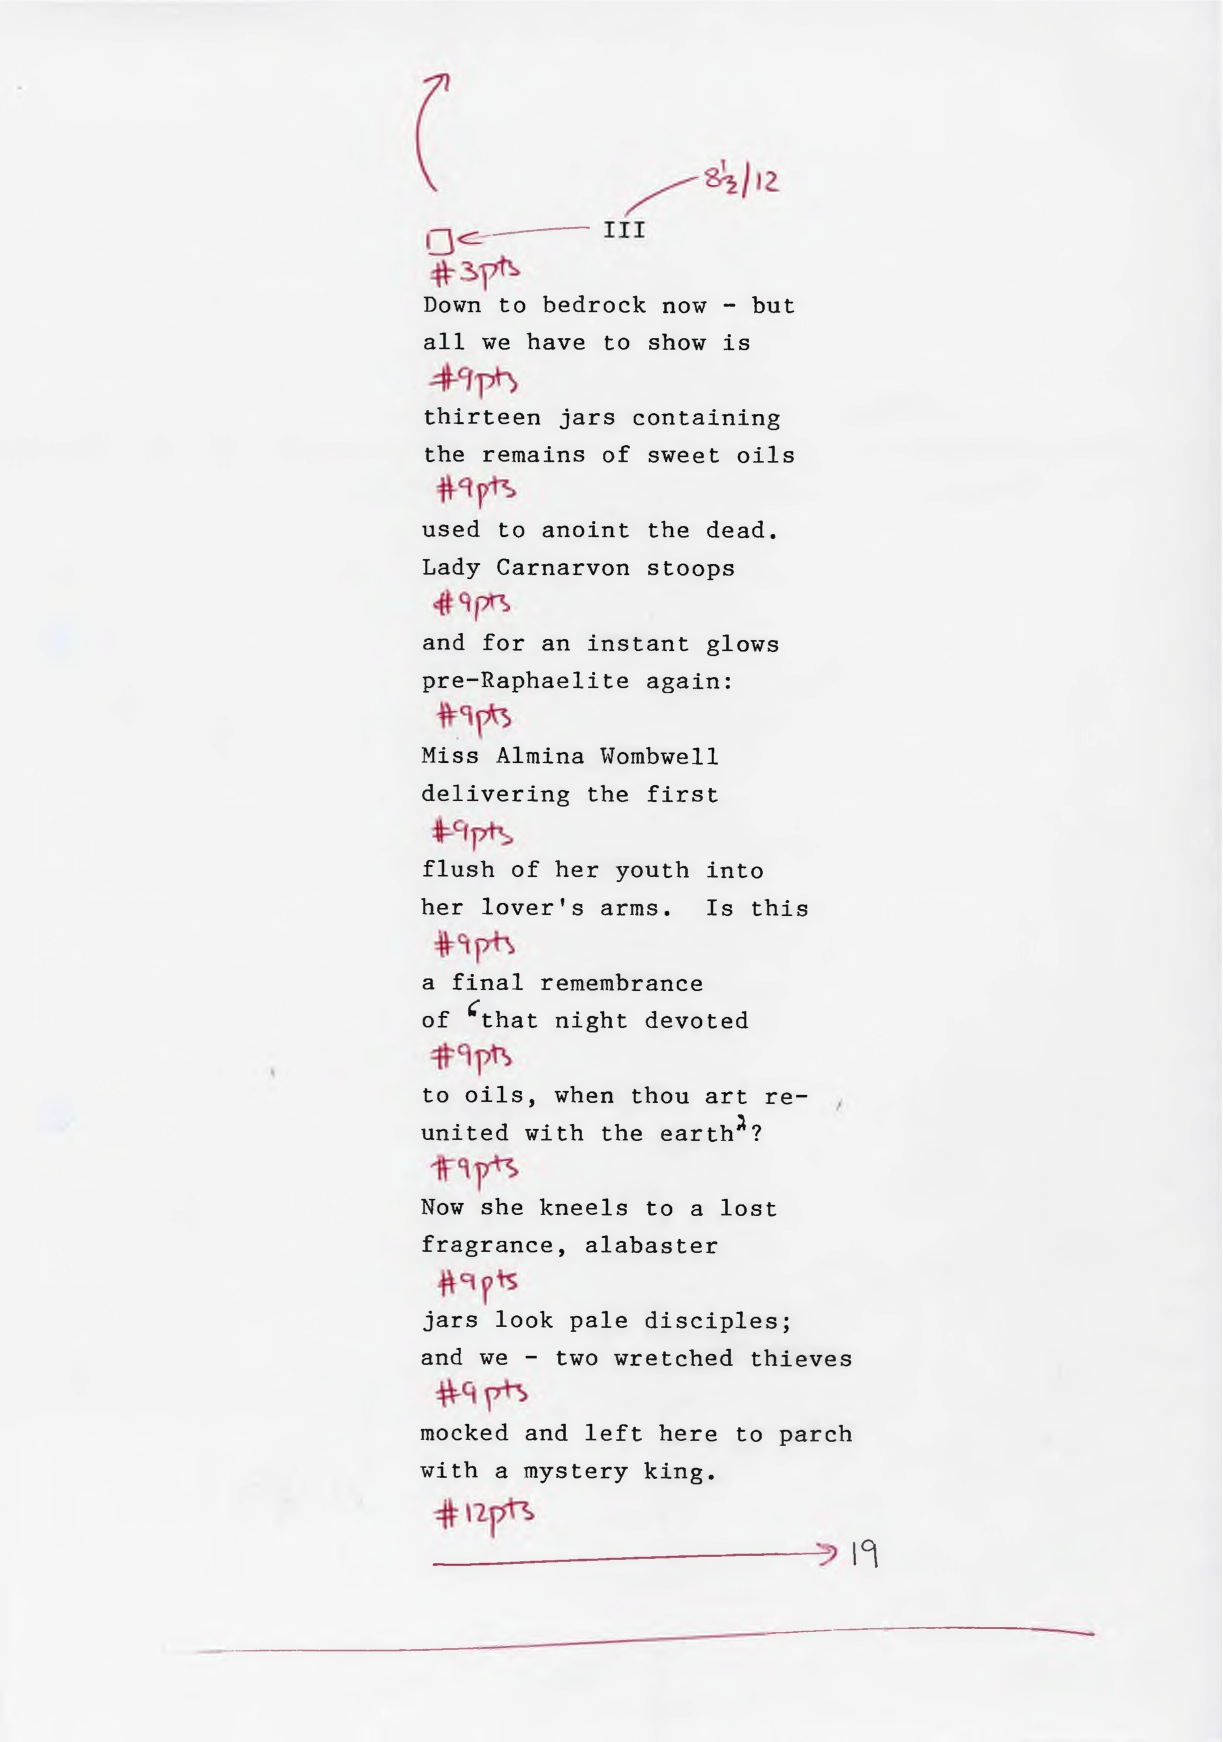 8½/12
III
#3pts
Down to bedrock now - but
all we have to show is
#9pts
thirteen jars containing
the remains of sweet oils
#9pts
used to anoint the dead.
Lady Carnarvon stoops
#9pts
and for an instant glows
pre-Raphaelite again:
#9pts
Miss Almina Wombwell
delivering the first
#9pts
flush of her youth into
her lover's arms.  Is this
#9pts
a final remembrance
of ‘that night devoted
#9pts
to oils, when thou art re-
united with the earth’?
#9pts
Now she kneels to a lost
fragrance, alabaster
#9pts
jars look pale disciples;
and we - two wretched thieves
#9pts
mocked and left here to parch
with a mystery king.
#12pts
19